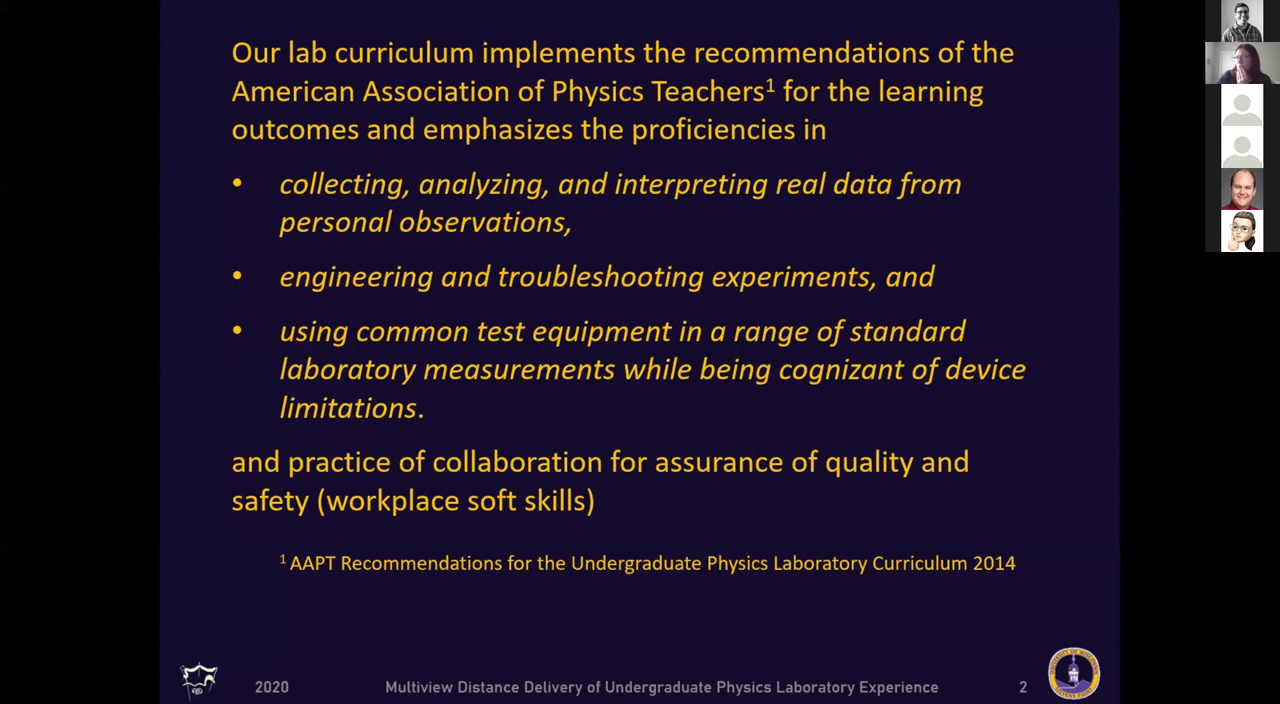 Our lab curriculum implements the recommendations of the
American Association of Physics Teachers¹ for the learning
outcomes and emphasizes the proficiencies in
• collecting, analyzing, and interpreting real data from
personal observations,
• engineering and troubleshooting experiments, and
• using common test equipment in a range of standard
laboratory measurements while being cognizant of device
limitations.
and practice of collaboration for assurance of quality and
safety (workplace soft skills)
¹ AAPT Recommendations for the Undergraduate Physics Laboratory Curriculum 2014
2020 Multiview Distance Delivery of Undergraduate Physics Laboratory Experience 2